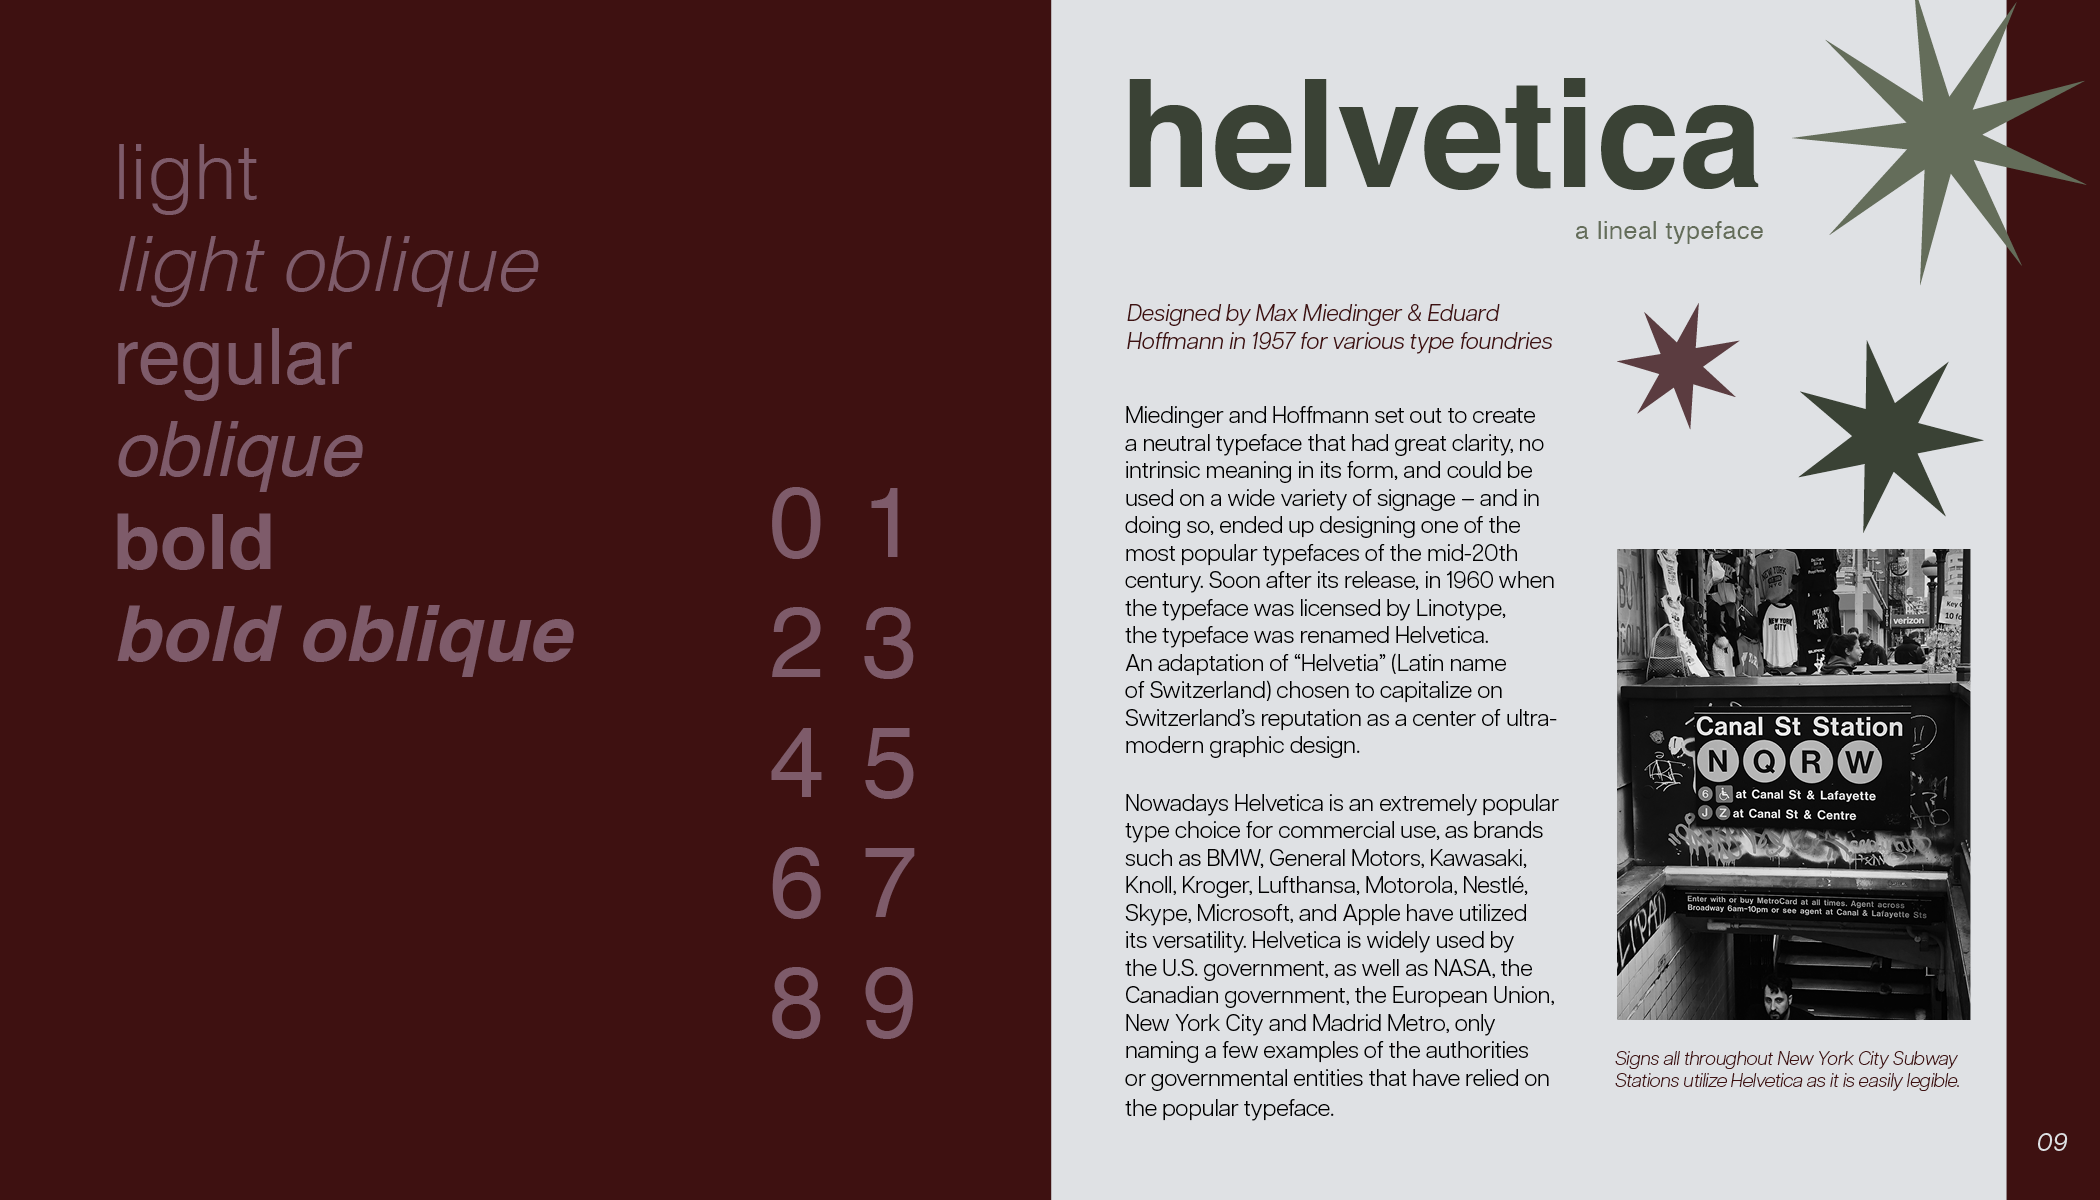 light
light oblique
regular
oblique
bold
bold oblique
0 1
2 3
4 5
6 7
8 9
helvetica
a lineal typeface
Designed by Max Miedinger & Eduard
Hoffmann in 1957 for various type foundries
Miedinger and Hoffmann set out to create
a neutral typeface that had great clarity, no
intrinsic meaning in its form, and could be
used on a wide variety of signage – and in
doing so, ended up designing one of the
most popular typefaces of the mid-20th
century. Soon after its release, in 1960 when
the typeface was licensed by Linotype,
the typeface was renamed Helvetica.
An adaptation of “Helvetia” (Latin name
of Switzerland) chosen to capitalize on
Switzerland’s reputation as a center of ultra-
modern graphic design.
Nowadays Helvetica is an extremely popular
type choice for commercial use, as brands
such as BMW, General Motors, Kawasaki,
Knoll, Kroger, Lufthansa, Motorola, Nestlé,
Skype, Microsoft, and Apple have utilized
its versatility. Helvetica is widely used by
the U.S. government, as well as NASA, the
Canadian government, the European Union,
New York City and Madrid Metro, only
naming a few examples of the authorities
or governmental entities that have relied on
the popular typeface.
NEW YORK
NEW YORK
CITY
verizon
Key
10 fo
Canal St Station
N Q R W
6 at Canal St & Lafayette
J Z at Canal St & Centre
Enter with or buy MetroCard at all times. Agent across
Broadway 6am-10pm or see agent at Canal & Lafayette Sts
Signs all throughout New York City Subway
Stations utilize Helvetica as it is easily legible.
09